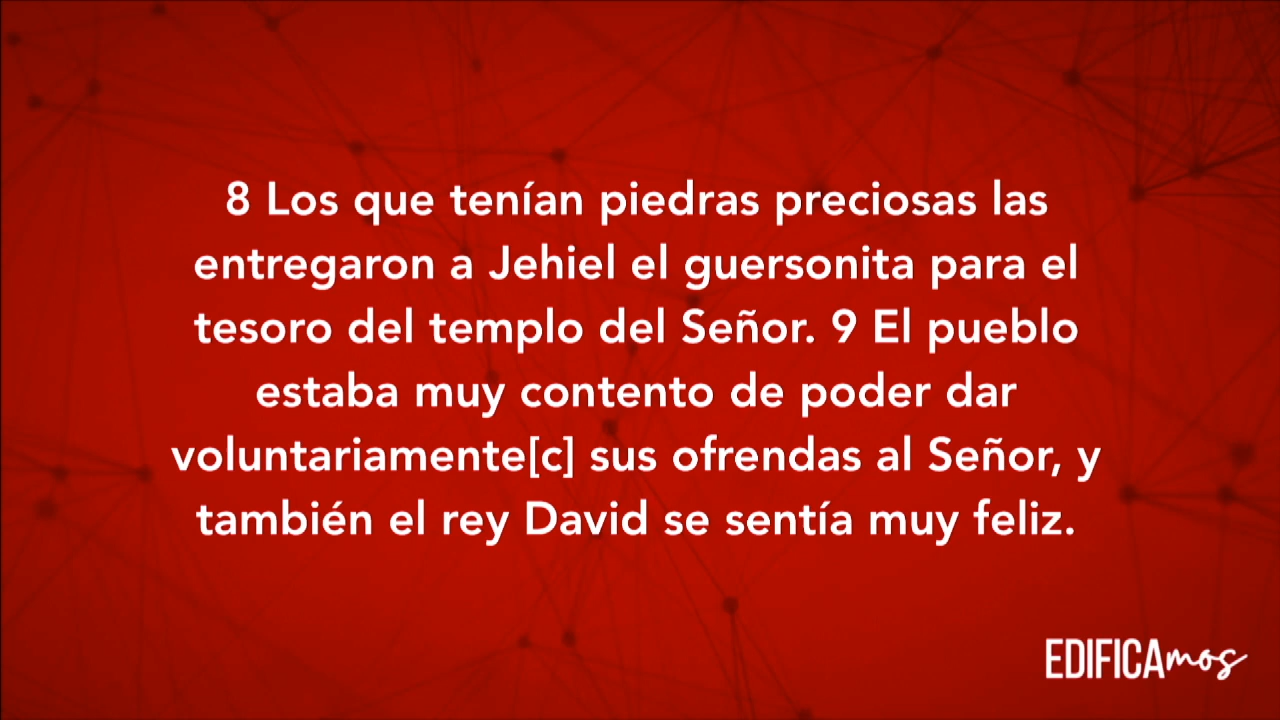 8 Los que tenían piedras preciosas las
entregaron a Jehiel el guersonita para el
tesoro del templo del Señor. 9 El pueblo
estaba muy contento de poder dar
voluntariamente[c] sus ofrendas al Señor, y
también el rey David se sentía muy feliz.
EDIFICAmos